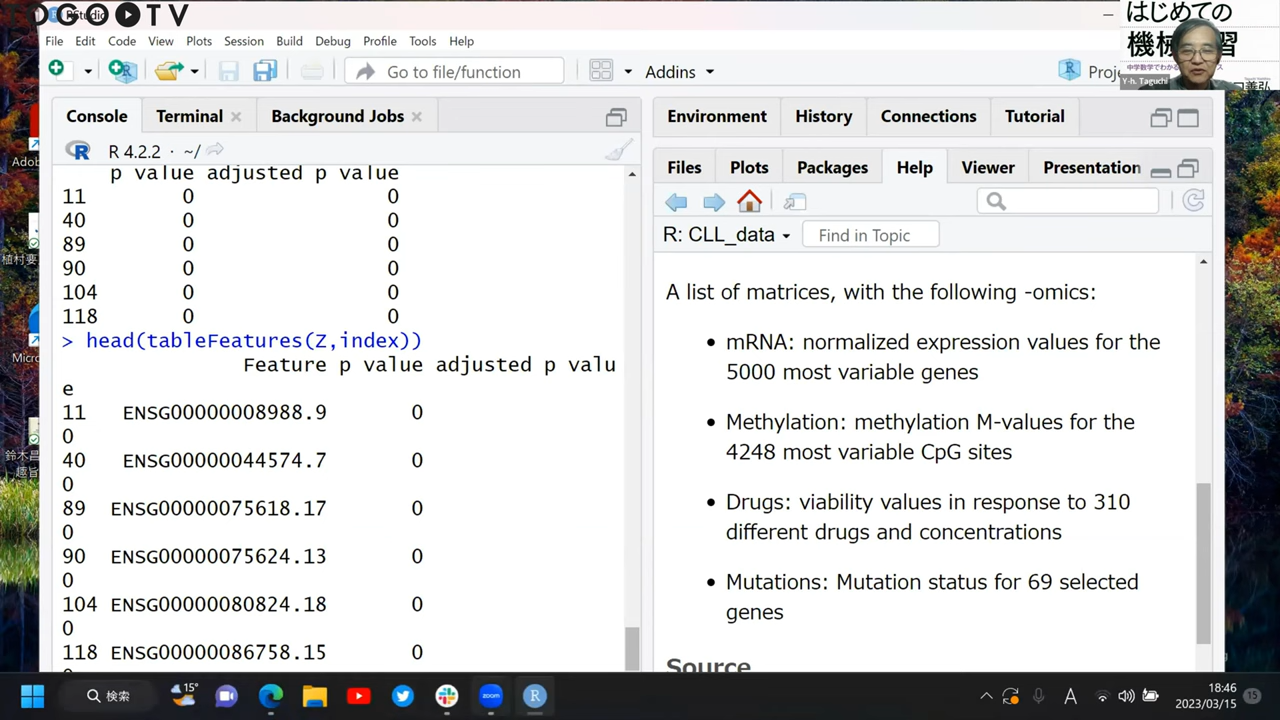 TOGO TV
はじめての
File Edit Code View Plots Session Build Debug Profile Tools Help
Go to file/function
Addins
Y-h. Taguchi
Console Terminal Background Jobs
R 4.2.2 · ~/
p value adjusted p value
11 0 0
40 0 0
89 0 0
90 0 0
104 0 0
118 0 0
> head(tableFeatures(Z,index))
Feature p value adjusted p valu
e
11 ENSG00000008988.9 0
0
40 ENSG00000044574.7 0
0
89 ENSG00000075618.17 0
0
90 ENSG00000075624.13 0
0
104 ENSG00000080824.18 0
0
118 ENSG00000086758.15 0
Environment History Connections Tutorial
Files Plots Packages Help Viewer Presentation
R: CLL_data Find in Topic
A list of matrices, with the following -omics:
• mRNA: normalized expression values for the
5000 most variable genes
• Methylation: methylation M-values for the
4248 most variable CpG sites
• Drugs: viability values in response to 310
different drugs and concentrations
• Mutations: Mutation status for 69 selected
genes
Source
検索
15°
zoom
A
18:46
2023/03/15
15